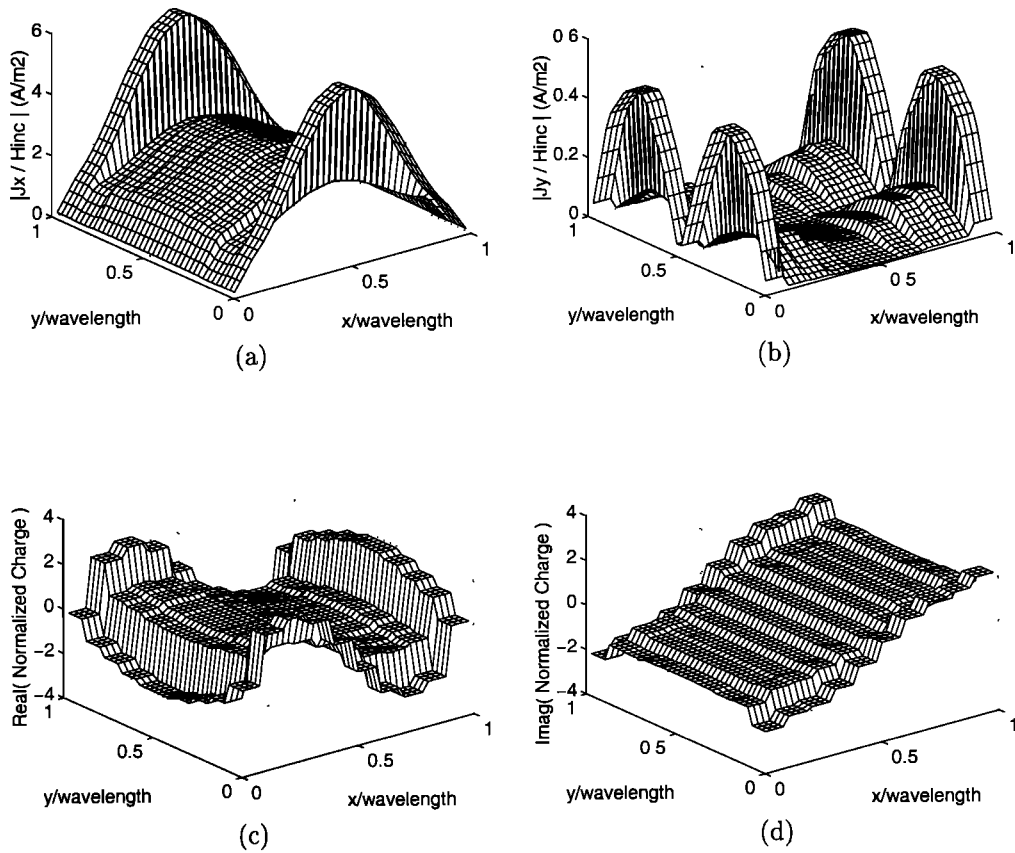 |Jx / Hinc | (A/m2)
6
4
2
0
1
0.5
0
0
0.5
1
y/wavelength
x/wavelength
(a)
|Jy / Hinc | (A/m2)
0 6
0.4
0.2
0
1
0.5
0
0
0 5
1
y/wavelength
x/wavelength
(b)
Real( Normalized Charge )
4
2
0
−2
−4
1
0.5
0
0
0.5
1
y/wavelength
x/wavelength
(c)
Imag( Normalized Charge )
4
2
0
−2
−4
1
0 5
0
0
0.5
1
y/wavelength
x/wavelength
(d)